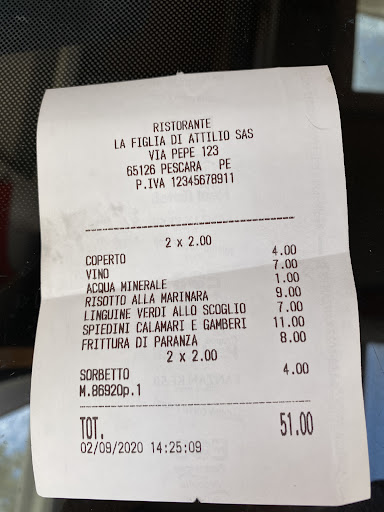 RISTORANTE
LA FIGLIA DI ATTILIO SAS
VIA PEPE 123
65126 PESCARA PE
P.IVA 12345678911
2 x 2.00
COPERTO 4.00
VINO 7.00
ACQUA MINERALE 1.00
RISOTTO ALLA MARINARA 9.00
LINGUINE VERDI ALLO SCOGLIO 7.00
SPIEDINI CALAMARI E GAMBERI 11.00
FRITTURA DI PARANZA 8.00
2 x 2.00
SORBETTO 4.00
M.86920p.1
TOT. 51.00
02/09/2020 14:25:09